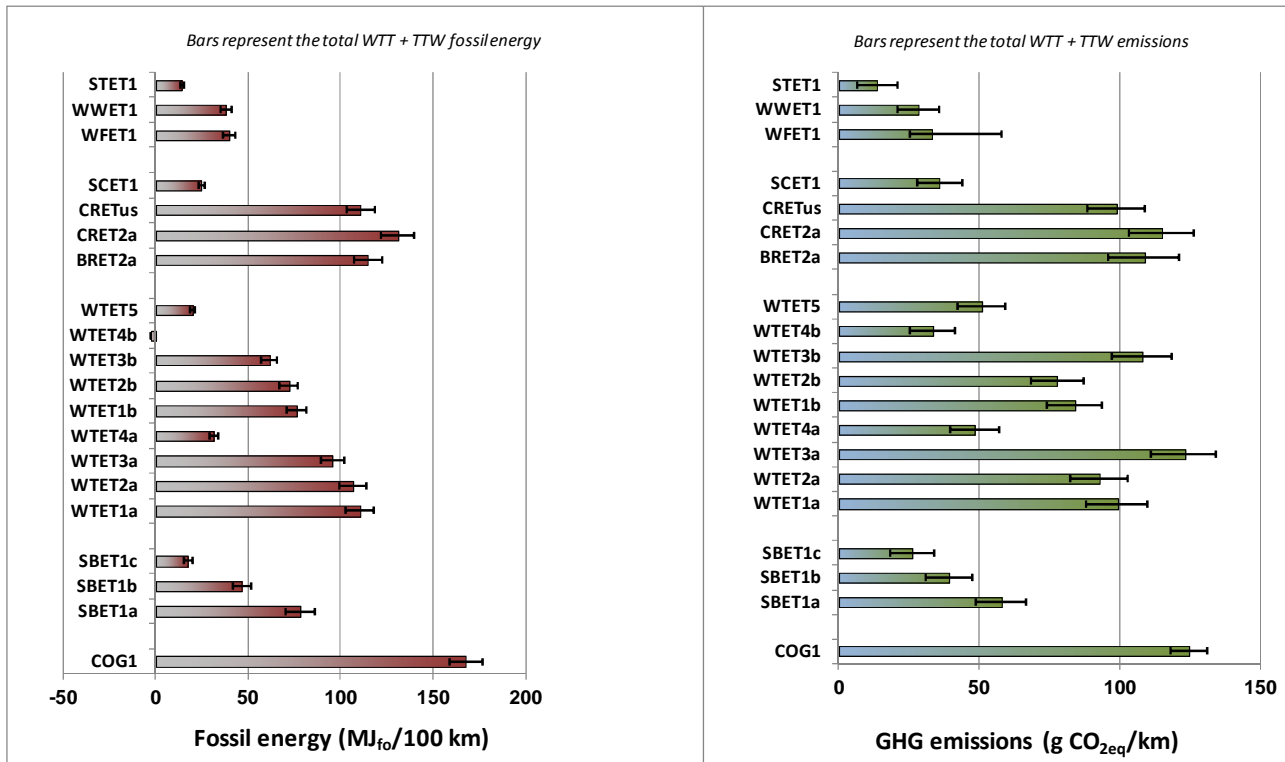 Bars represent the total WTT + TTW fossil energy
STET1
WWET1
WFET1
SCET1
CRETus
CRET2a
BRET2a
WTET5
WTET4b
WTET3b
WTET2b
WTET1b
WTET4a
WTET3a
WTET2a
WTET1a
SBET1c
SBET1b
SBET1a
COG1
-50 0 50 100 150 200
Fossil energy (MJfo/100 km)
Bars represent the total WTT + TTW emissions
STET1
WWET1
WFET1
SCET1
CRETus
CRET2a
BRET2a
WTET5
WTET4b
WTET3b
WTET2b
WTET1b
WTET4a
WTET3a
WTET2a
WTET1a
SBET1c
SBET1b
SBET1a
COG1
0 50 100 150
GHG emissions (g CO2eq/km)